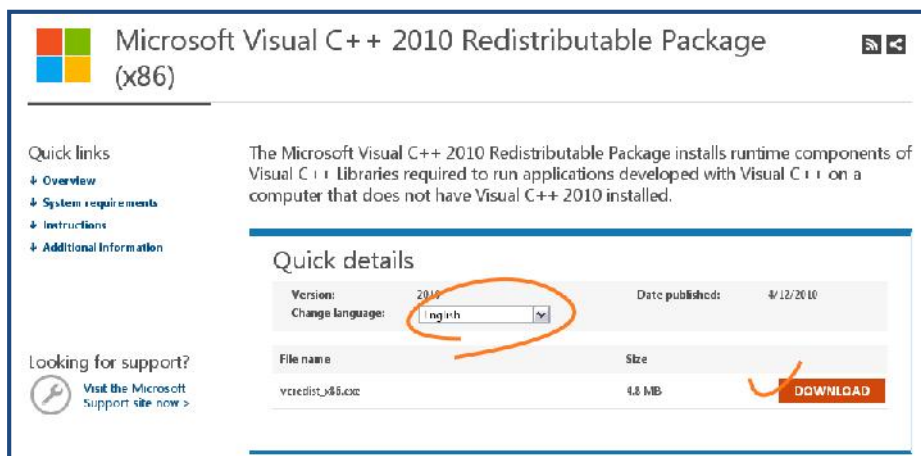 Microsoft Visual C++ 2010 Redistributable Package
(x86)
Quick links
Overview
System requirements
Instructions
Additional Information
The Microsoft Visual C++ 2010 Redistributable Package installs runtime components of
Visual C++ Libraries required to run applications developed with Visual C++ on a
computer that does not have Visual C++ 2010 installed.
Quick details
Version: 2010 Date published: 4/12/2010
Change language: English
File name Size
vcredist_x86.exe 4.8 MB DOWNLOAD
Looking for support?
Visit the Microsoft
Support site now >